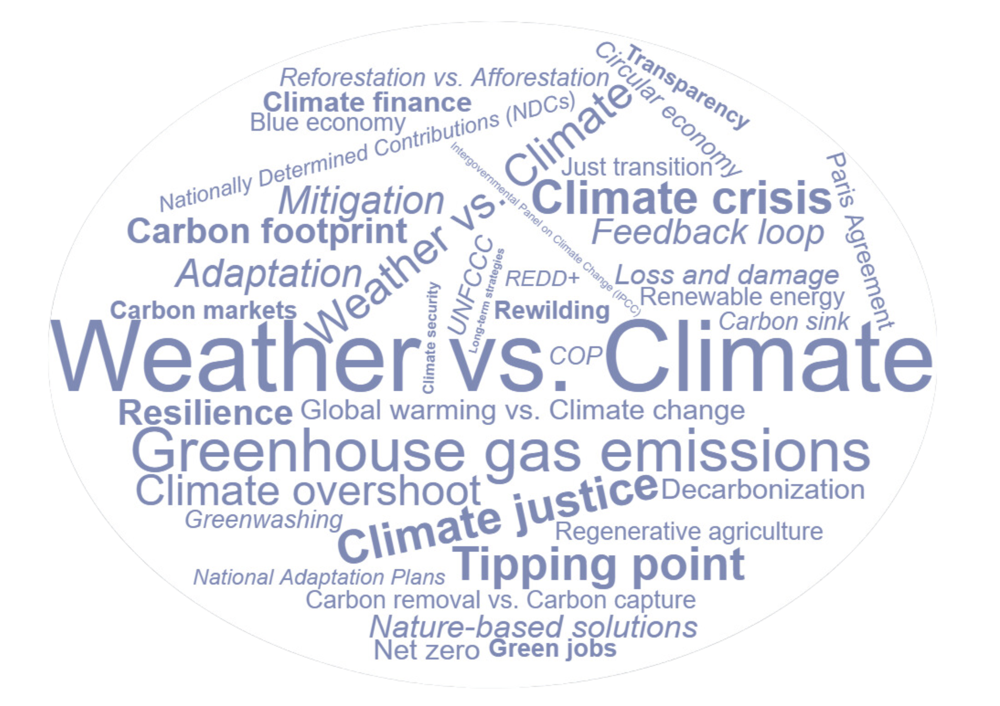 Circular economy
Transparency
Reforestation vs. Afforestation
Climate finance
Blue economy
Nationally Determined Contributions (NDCs)
Weather vs. Climate
Intergovernmental Panel on Climate Change (IPCC)
Just transition
Paris Agreement
Mitigation
Climate crisis
Carbon footprint
Feedback loop
Adaptation
UNFCCC
Long-term strategies
REDD+
Loss and damage
Climate security
Renewable energy
Carbon markets
Rewilding
Carbon sink
Weather vs. Climate
COP
Resilience
Global warming vs. Climate change
Greenhouse gas emissions
Climate overshoot
Climate justice
Decarbonization
Greenwashing
Regenerative agriculture
Tipping point
National Adaptation Plans
Carbon removal vs. Carbon capture
Nature-based solutions
Net zero
Green jobs